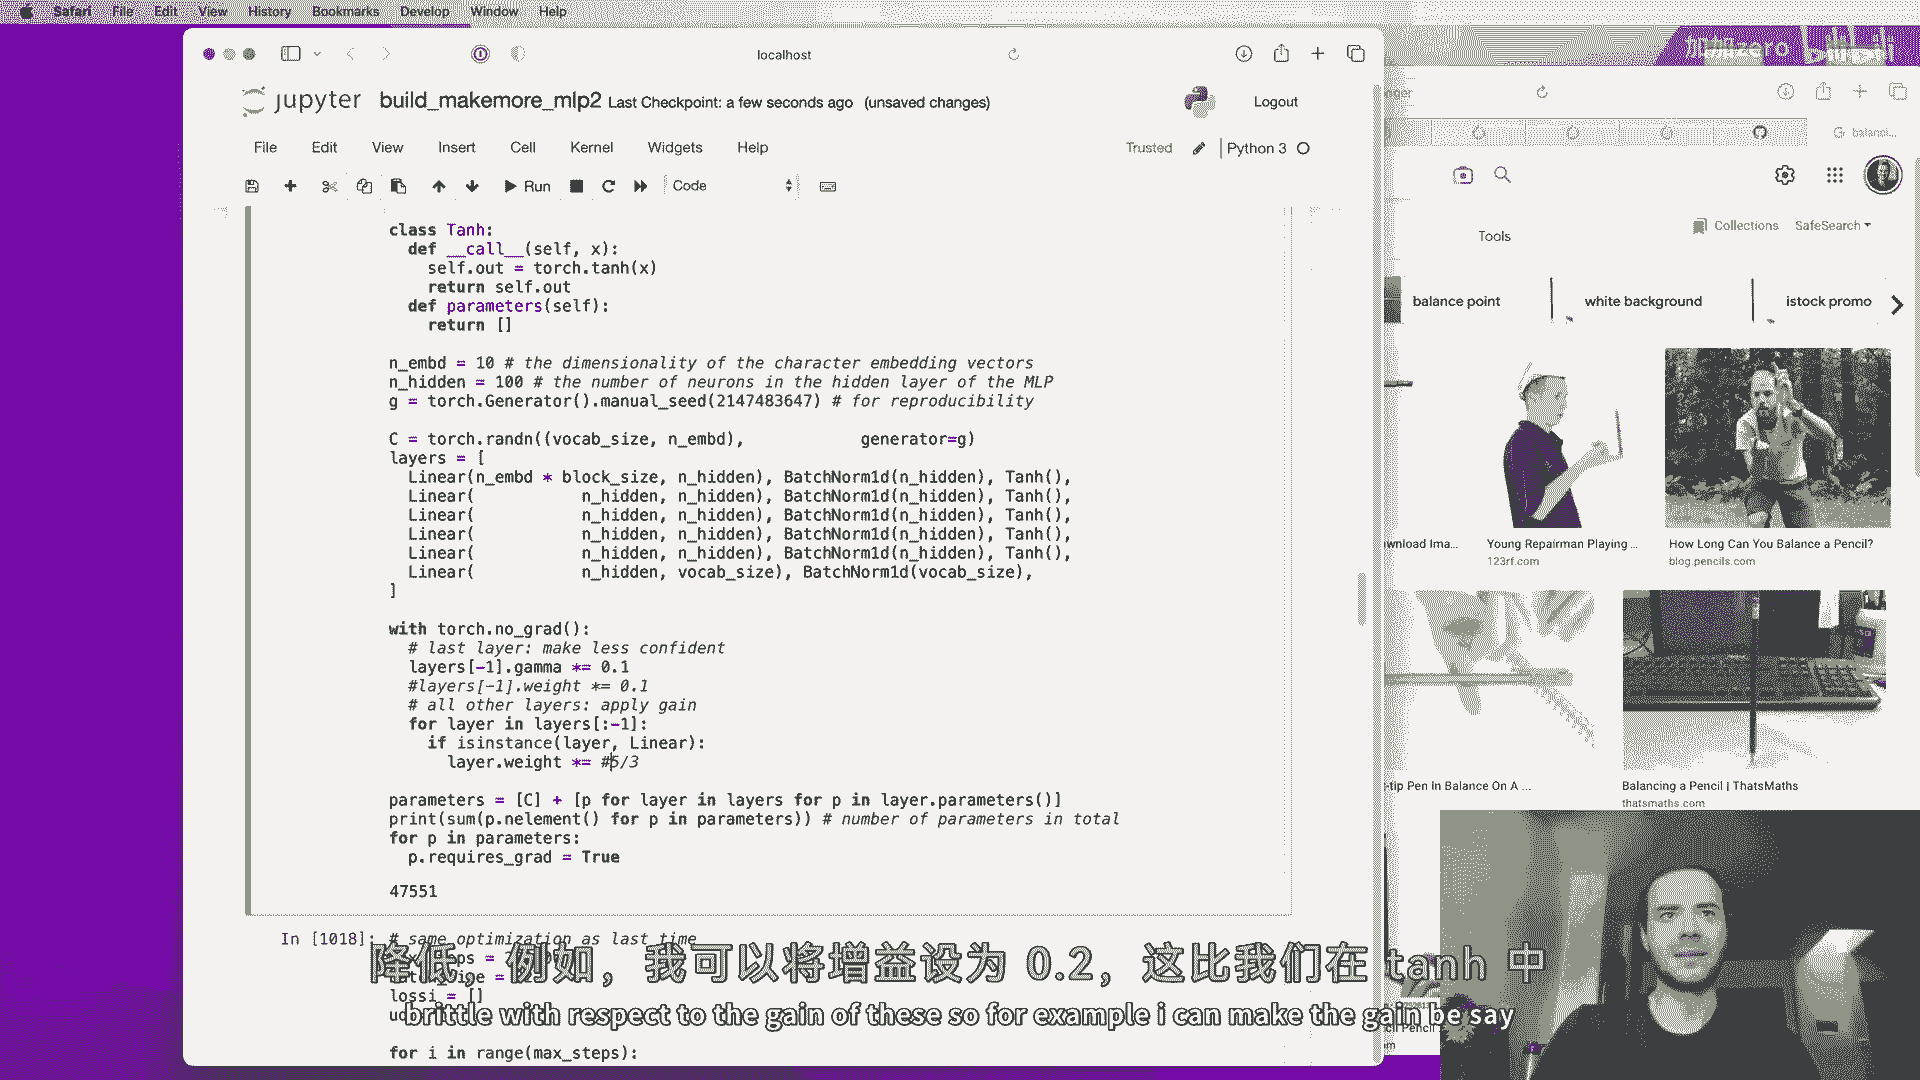 Safari File Edit View History Bookmarks Develop Window Help
localhost
jupyter build_makemore_mlp2 Last Checkpoint: a few seconds ago (unsaved changes)
Logout
File Edit View Insert Cell Kernel Widgets Help
Trusted Python 3
Run Code
class Tanh:
def __call__(self, x):
self.out = torch.tanh(x)
return self.out
def parameters(self):
return []
n_embd = 10 # the dimensionality of the character embedding vectors
n_hidden = 100 # the number of neurons in the hidden layer of the MLP
g = torch.Generator().manual_seed(2147483647) # for reproducibility
C = torch.randn((vocab_size, n_embd), generator=g)
layers = [
Linear(n_embd * block_size, n_hidden), BatchNorm1d(n_hidden), Tanh(),
Linear( n_hidden, n_hidden), BatchNorm1d(n_hidden), Tanh(),
Linear( n_hidden, n_hidden), BatchNorm1d(n_hidden), Tanh(),
Linear( n_hidden, n_hidden), BatchNorm1d(n_hidden), Tanh(),
Linear( n_hidden, n_hidden), BatchNorm1d(n_hidden), Tanh(),
Linear( n_hidden, vocab_size), BatchNorm1d(vocab_size),
]
with torch.no_grad():
# last layer: make less confident
layers[-1].gamma *= 0.1
#layers[-1].weight *= 0.1
# all other layers: apply gain
for layer in layers[:-1]:
if isinstance(layer, Linear):
layer.weight *= #5/3
parameters = [C] + [p for layer in layers for p in layer.parameters()]
print(sum(p.nelement() for p in parameters)) # number of parameters in total
for p in parameters:
p.requires_grad = True
47551
In [1018]: # same optimization as last time
lossi = []
for i in range(max_steps):
降低。例如，我可以将增益设为 0.2，这比我们在 tanh 中
brittle with respect to the gain of these so for example i can make the gain be say
balanci...
Collections SafeSearch
Tools
balance point white background istock promo
Young Repairman Playing ...
123rf.com
How Long Can You Balance a Pencil?
blog.pencils.com
-tip Pen In Balance On A ...
Balancing a Pencil | ThatsMaths
thatsmaths.com